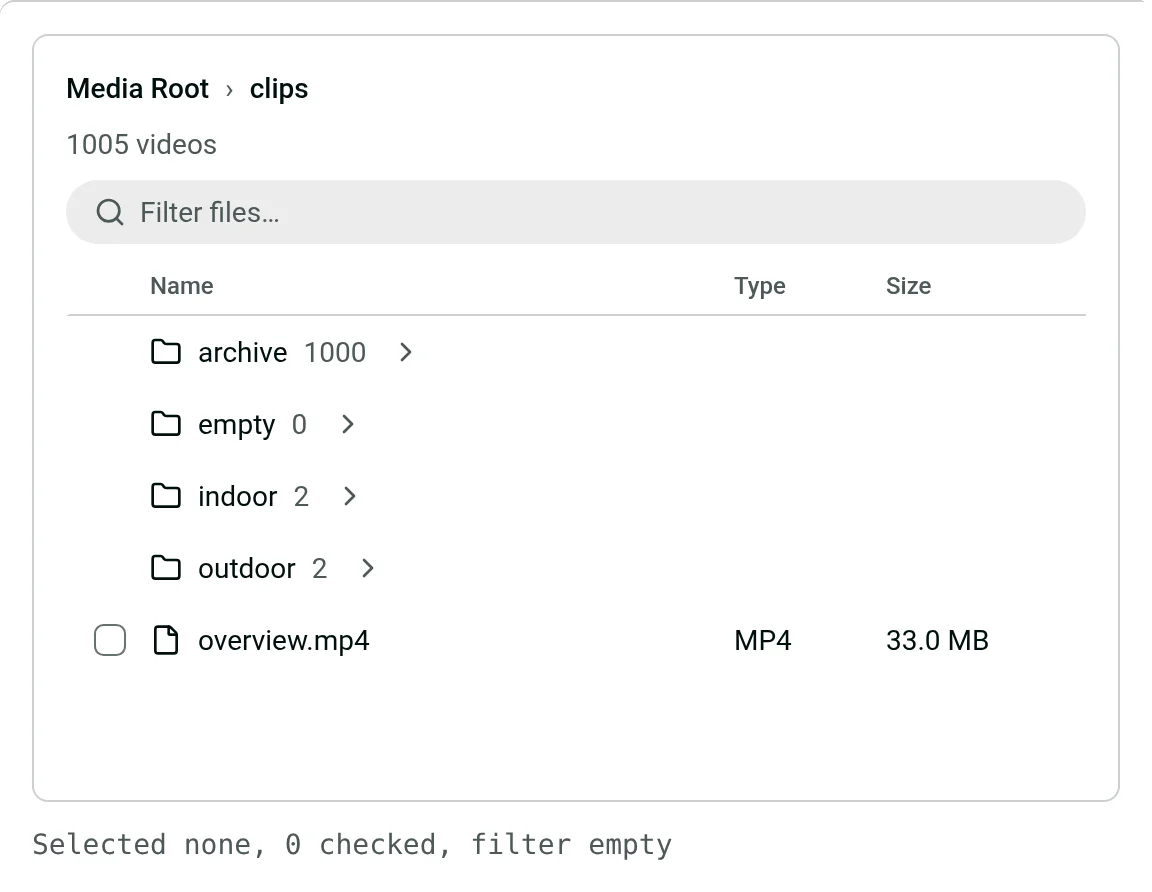 Media Root › clips
1005 videos
Filter files…
Name Type Size
archive 1000
empty 0
indoor 2
outdoor 2
overview.mp4 MP4 33.0 MB
Selected none, 0 checked, filter empty